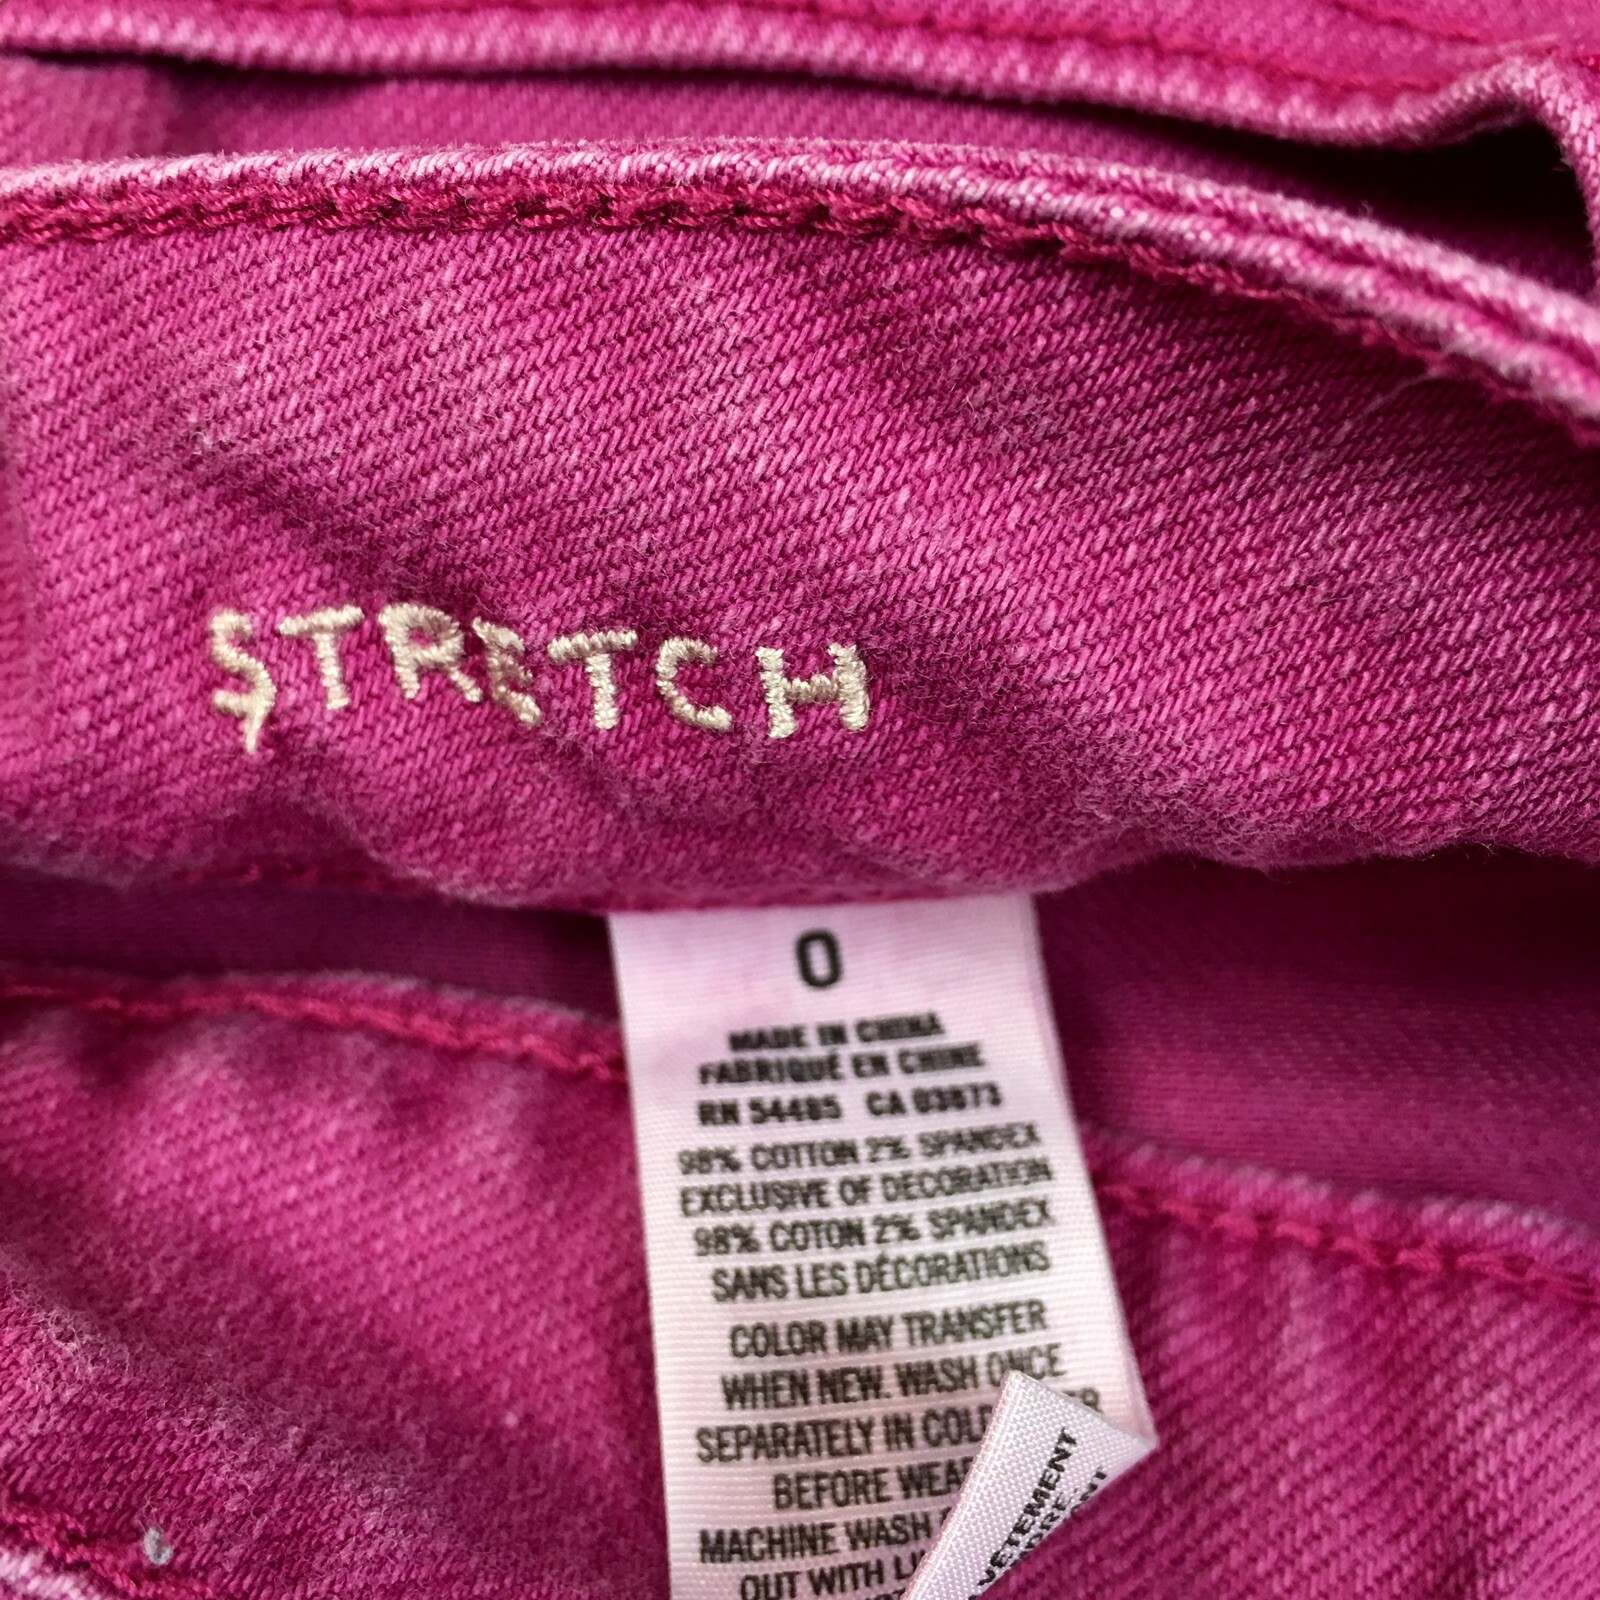 STRETCH
0
MADE IN CHINA
FABRIQUÉ EN CHINE
RN 54485 CA 03873
98% COTTON 2% SPANDEX
EXCLUSIVE OF DECORATION
98% COTON 2% SPANDEX
SANS LES DÉCORATIONS
COLOR MAY TRANSFER
WHEN NEW. WASH ONCE
SEPARATELY IN COLD
BEFORE WEA
MACHINE WASH
OUT WITH
VÊTEMENT